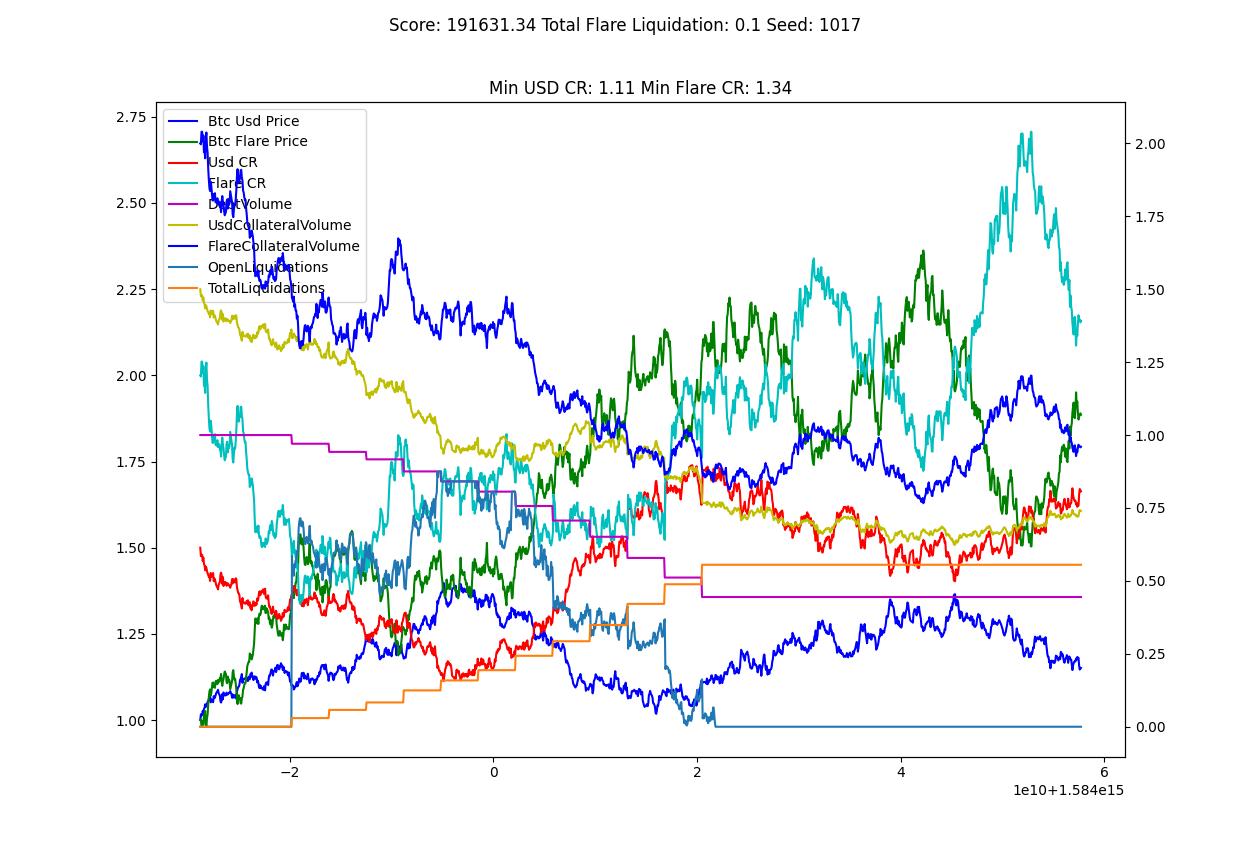 Score: 191631.34 Total Flare Liquidation: 0.1 Seed: 1017
Min USD CR: 1.11 Min Flare CR: 1.34
Btc Usd Price
Btc Flare Price
Usd CR
Flare CR
DebtVolume
UsdCollateralVolume
FlareCollateralVolume
OpenLiquidations
TotalLiquidations
2.75
2.50
2.25
2.00
1.75
1.50
1.25
1.00
2.00
1.75
1.50
1.25
1.00
0.75
0.50
0.25
0.00
−2 0 2 4 6
1e10+1.584e15